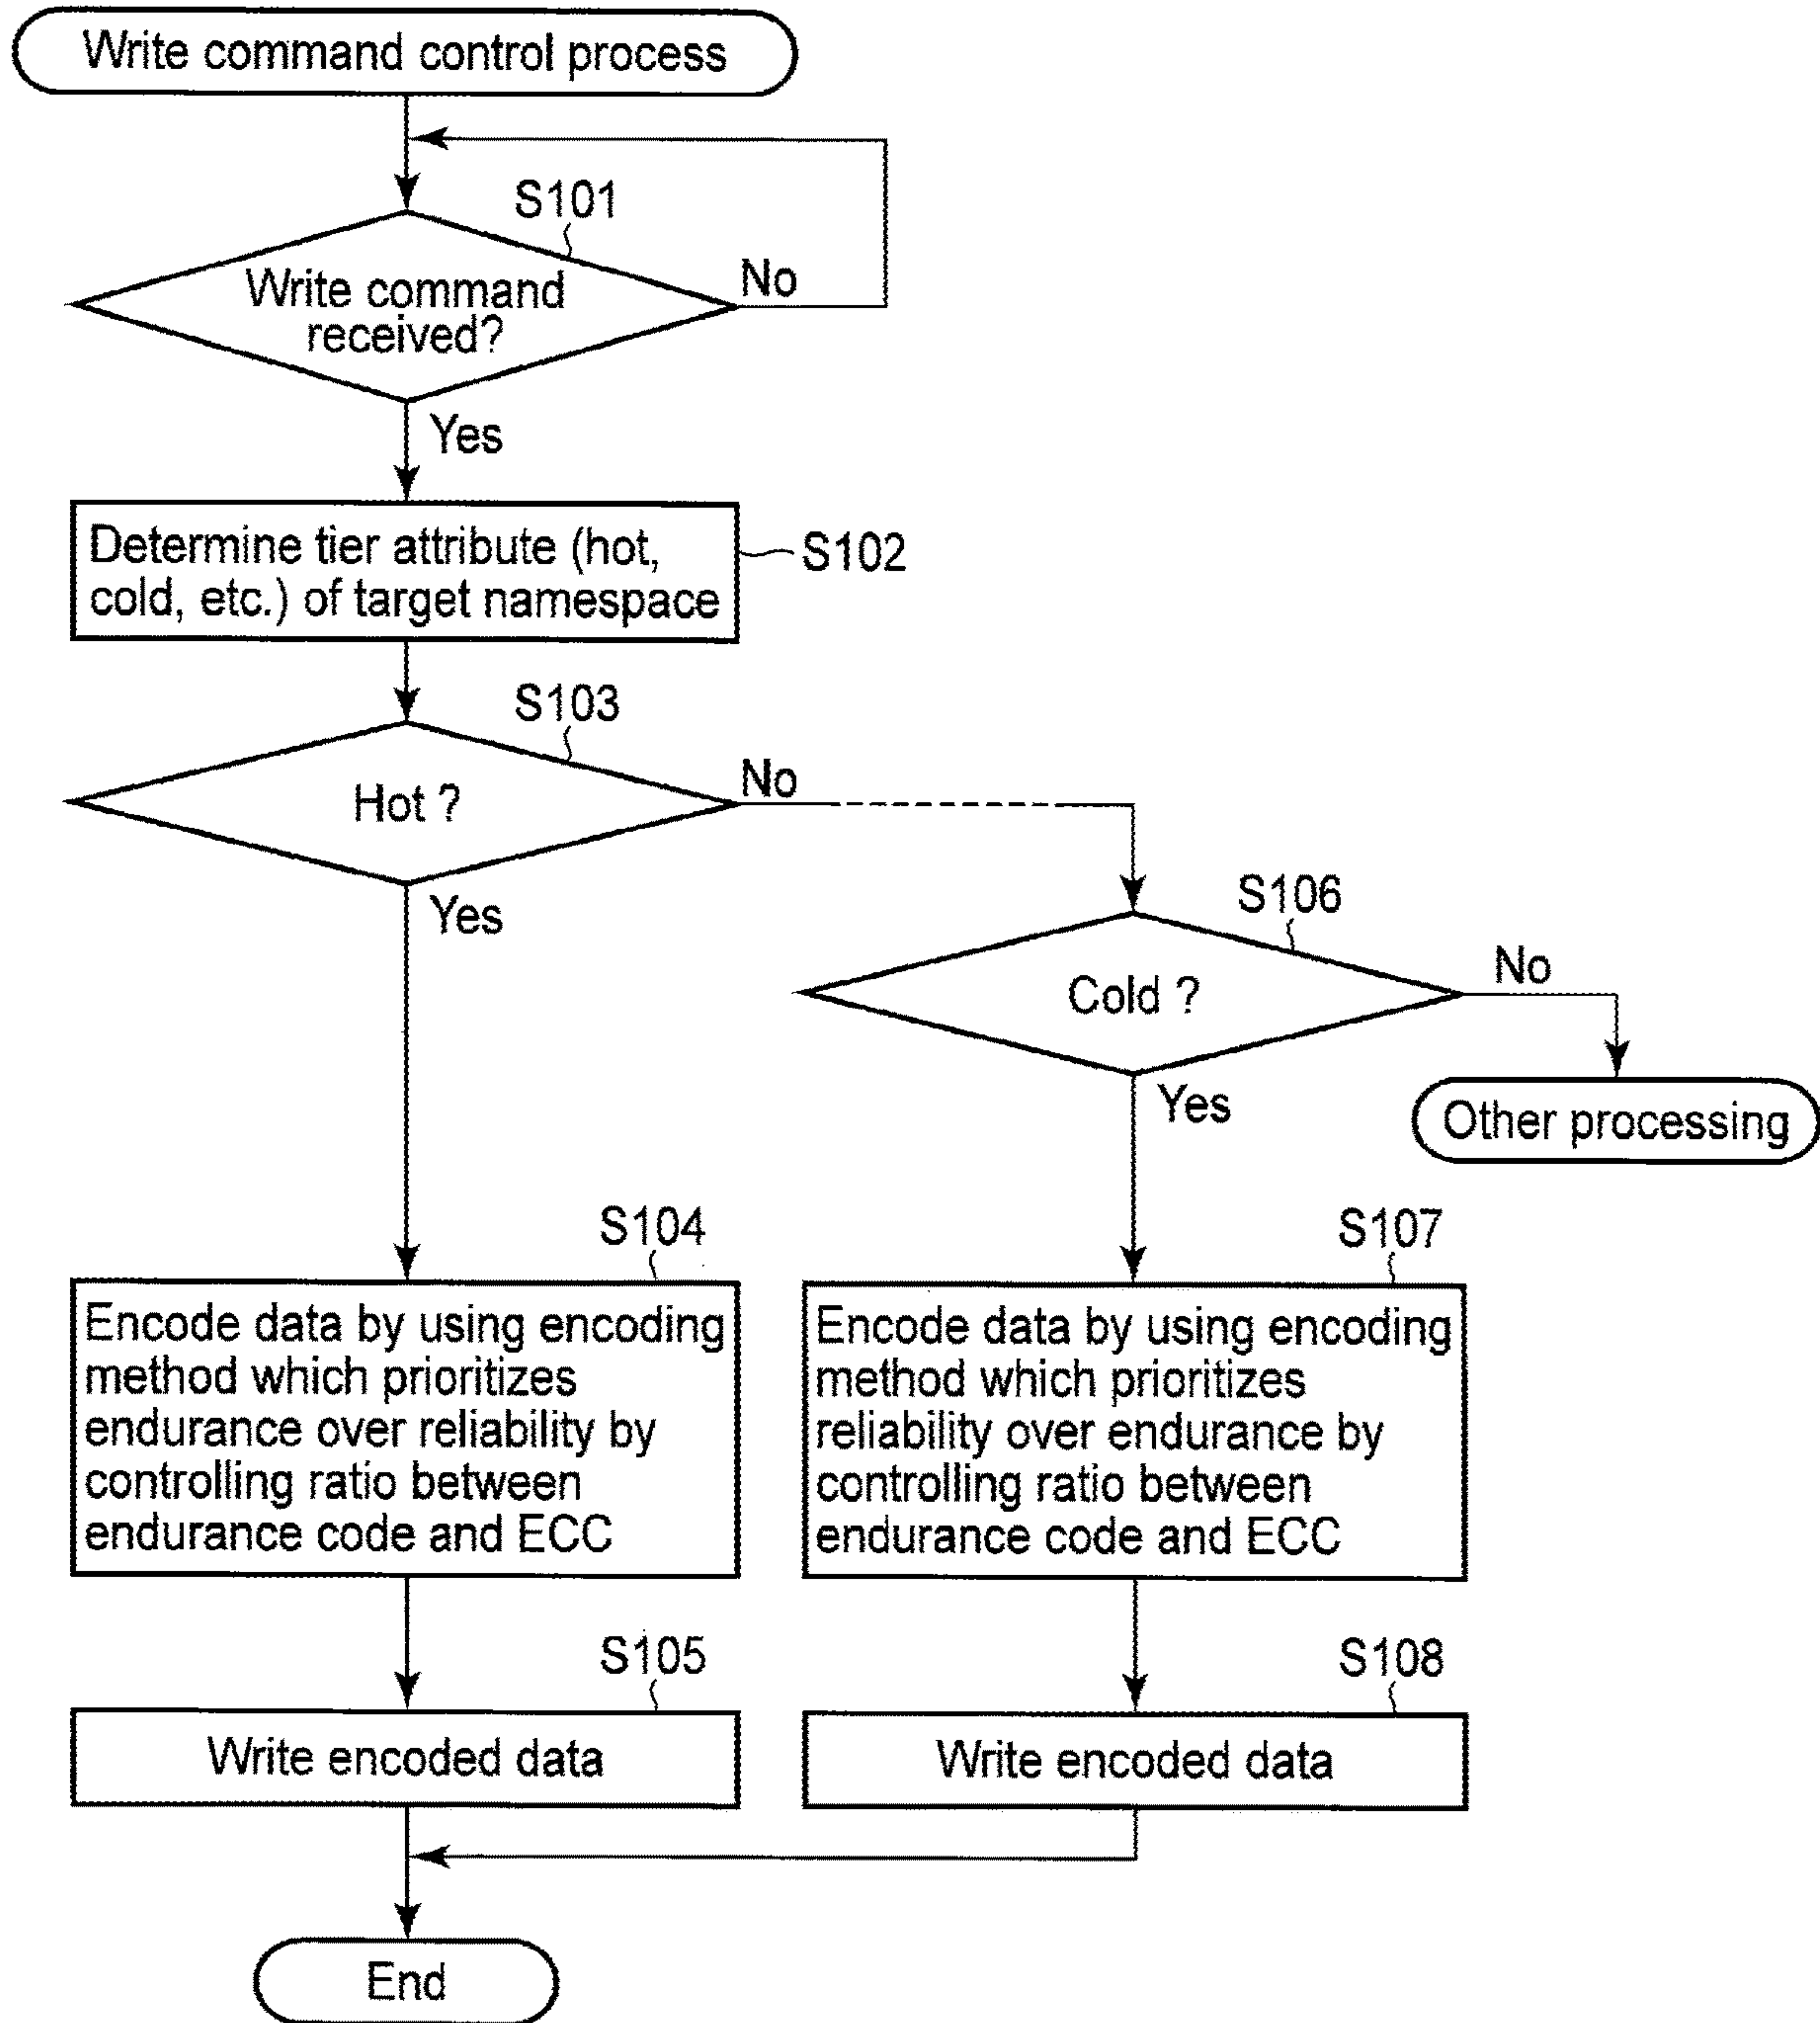 Write command control process
S101
Write command
received?
No
Yes
Determine tier attribute (hot,
cold, etc.) of target namespace
S102
S103
Hot ?
No
Yes
S106
Cold ?
No
Yes
Other processing
S104
Encode data by using encoding
method which prioritizes
endurance over reliability by
controlling ratio between
endurance code and ECC
S107
Encode data by using encoding
method which prioritizes
reliability over endurance by
controlling ratio between
endurance code and ECC
S105
Write encoded data
S108
Write encoded data
End